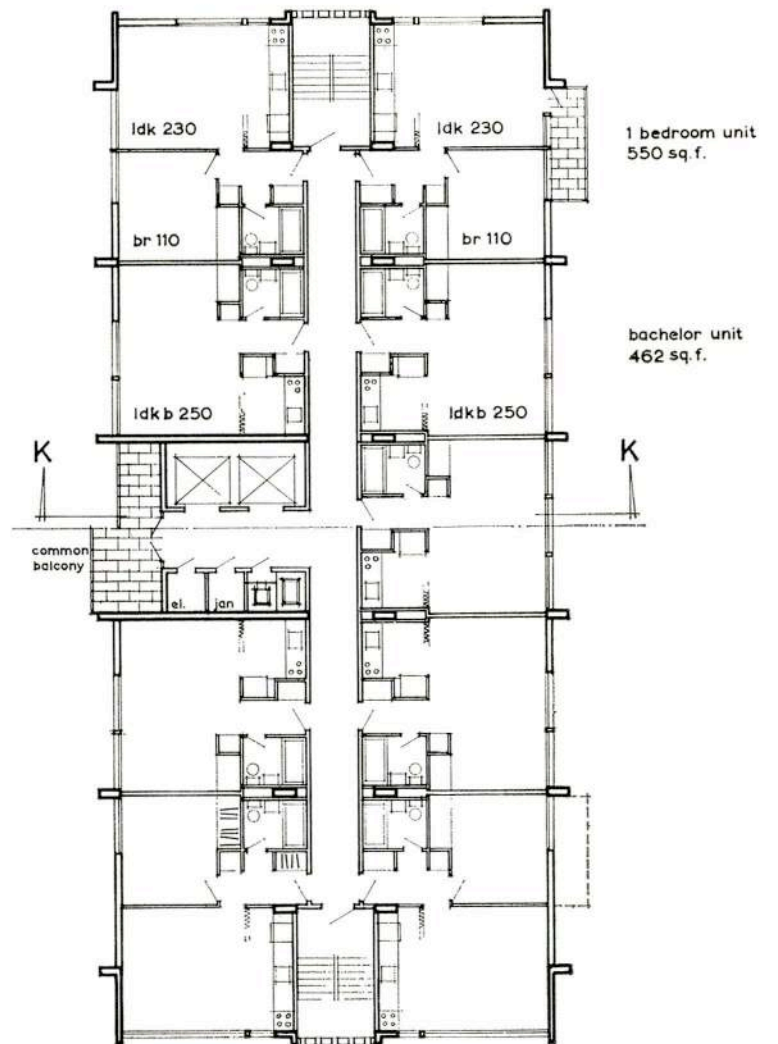 ldk 230
ldk 230
1 bedroom unit
550 sq.f.
br 110
br 110
bachelor unit
462 sq.f.
ldkb 250
ldkb 250
K
K
common
balcony
el.
jan